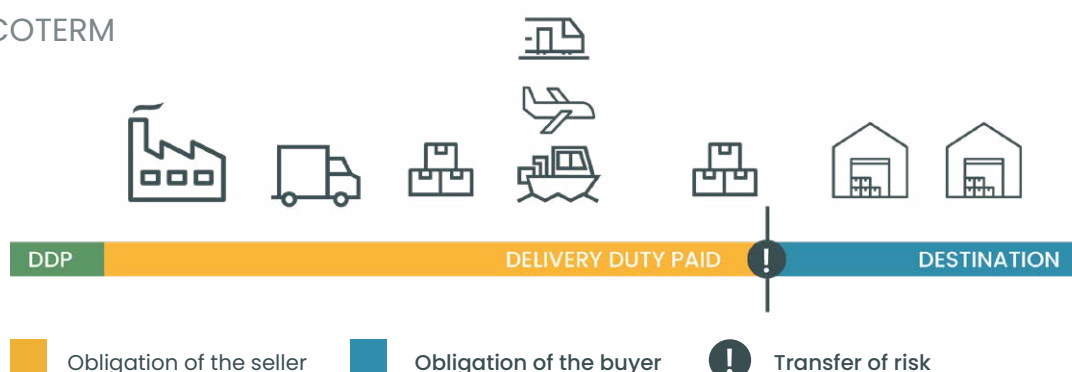 COTERM
DDP
DELIVERY DUTY PAID
!
DESTINATION
Obligation of the seller
Obligation of the buyer
!
Transfer of risk